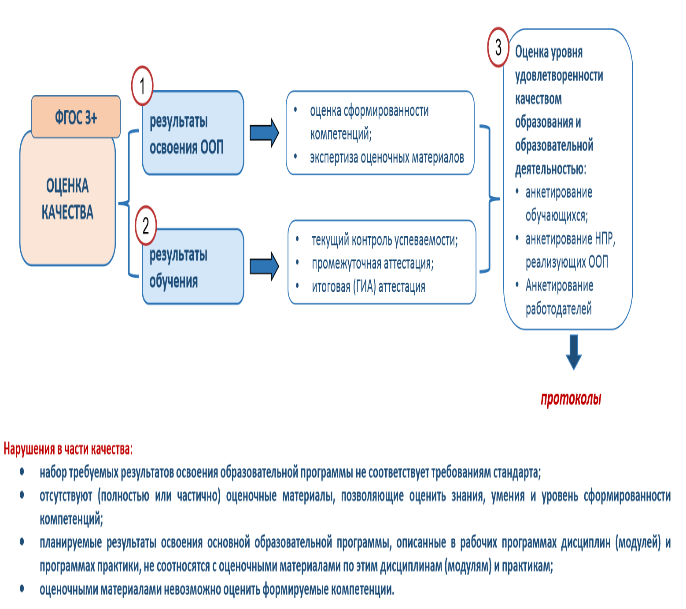 ФГОС 3+
ОЦЕНКА
КАЧЕСТВА
1
результаты
освоения ООП
• оценка сформированности
компетенций;
• экспертиза оценочных материалов
2
результаты
обучения
• текущий контроль успеваемости;
• промежуточная аттестация;
• итоговая (ГИА) аттестация
3
Оценка уровня
удовлетворенности
качеством
образования и
образовательной
деятельностью:
• анкетирование
обучающихся;
• анкетирование НПР,
реализующих ООП
• Анкетирование
работодателей
протоколы
Нарушения в части качества:
• набор требуемых результатов освоения образовательной программы не соответствует требованиям стандарта;
• отсутствуют (полностью или частично) оценочные материалы, позволяющие оценить знания, умения и уровень сформированности
компетенций;
• планируемые результаты освоения основной образовательной программы, описанные в рабочих программах дисциплин (модулей) и
программах практики, не соотносятся с оценочными материалами по этим дисциплинам (модулям) и практикам;
• оценочными материалами невозможно оценить формируемые компетенции.